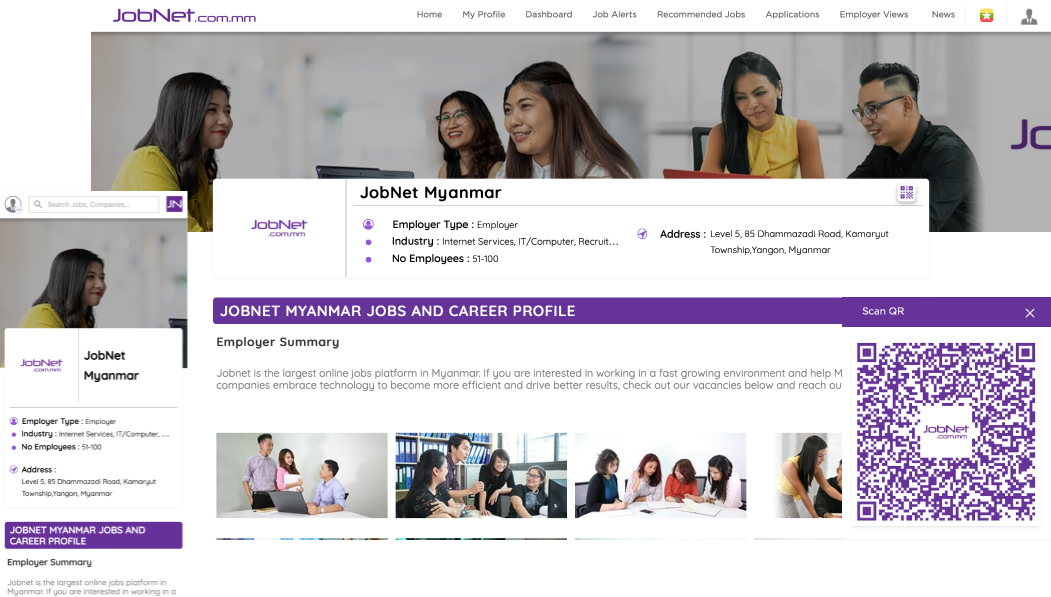 JobNet.com.mm
Home My Profile Dashboard Job Alerts Recommended Jobs Applications Employer Views News
JobNet Myanmar
JobNet
.com.mm
Employer Type : Employer
Industry : Internet Services, IT/Computer, Recruit...
No Employees : 51-100
Address : Level 5, 85 Dhammazadi Road, Kamaryut
Township,Yangon, Myanmar
JOBNET MYANMAR JOBS AND CAREER PROFILE
Employer Summary
Jobnet is the largest online jobs platform in Myanmar. If you are interested in working in a fast growing environment and help M
companies embrace technology to become more efficient and drive better results, check out our vacancies below and reach ou
Scan QR
JobNet
.com.mm
Search Jobs, Companies,...
JN
JobNet
.com.mm
JobNet
Myanmar
Employer Type : Employer
Industry : Internet Services, IT/Computer, ...
No Employees : 51-100
Address :
Level 5, 85 Dhammazadi Road, Kamaryut
Township,Yangon, Myanmar
JOBNET MYANMAR JOBS AND
CAREER PROFILE
Employer Summary
Jobnet is the largest online jobs platform in
Myanmar. If you are interested in working in a